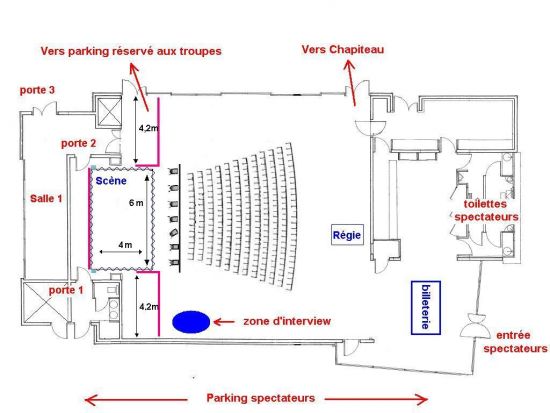 Vers parking réservé aux troupes
Vers Chapiteau
porte 3
4,2m
porte 2
Scène
6 m
Salle 1
4 m
Régie
toilettes
spectateurs
porte 1
4,2m
billeterie
zone d'interview
entrée
spectateurs
Parking spectateurs